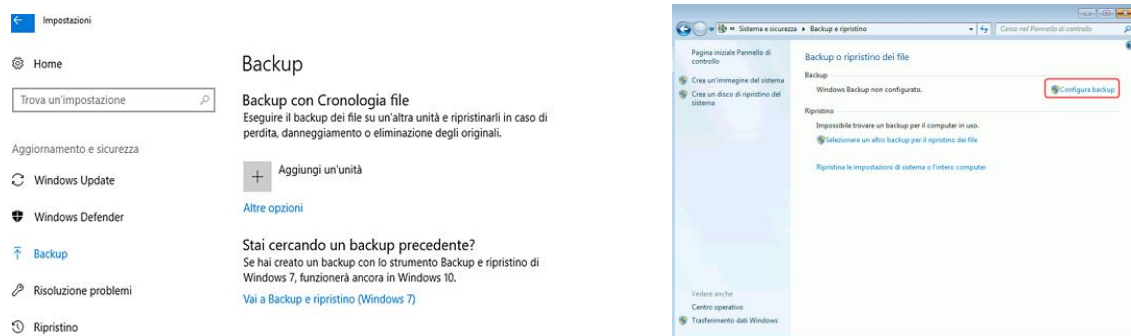 Impostazioni
Home
Trova un'impostazione
Aggiornamento e sicurezza
Windows Update
Windows Defender
Backup
Risoluzione problemi
Ripristino
Backup
Backup con Cronologia file
Eseguire il backup dei file su un'altra unità e ripristinarli in caso di
perdita, danneggiamento o eliminazione degli originali.
Aggiungi un'unità
Altre opzioni
Stai cercando un backup precedente?
Se hai creato un backup con lo strumento Backup e ripristino di
Windows 7, funzionerà ancora in Windows 10.
Vai a Backup e ripristino (Windows 7)
« Sistema e sicurezza ▸ Backup e ripristino
Cerca nel Pannello di controllo
Pagina iniziale Pannello di
controllo
Crea un'immagine del sistema
Crea un disco di ripristino del
sistema
Vedere anche
Centro operativo
Trasferimento dati Windows
Backup o ripristino dei file
Backup
Windows Backup non configurato.
Configura backup
Ripristino
Impossibile trovare un backup per il computer in uso.
Selezionare un altro backup per il ripristino dei file
Ripristina le impostazioni di sistema o l'intero computer